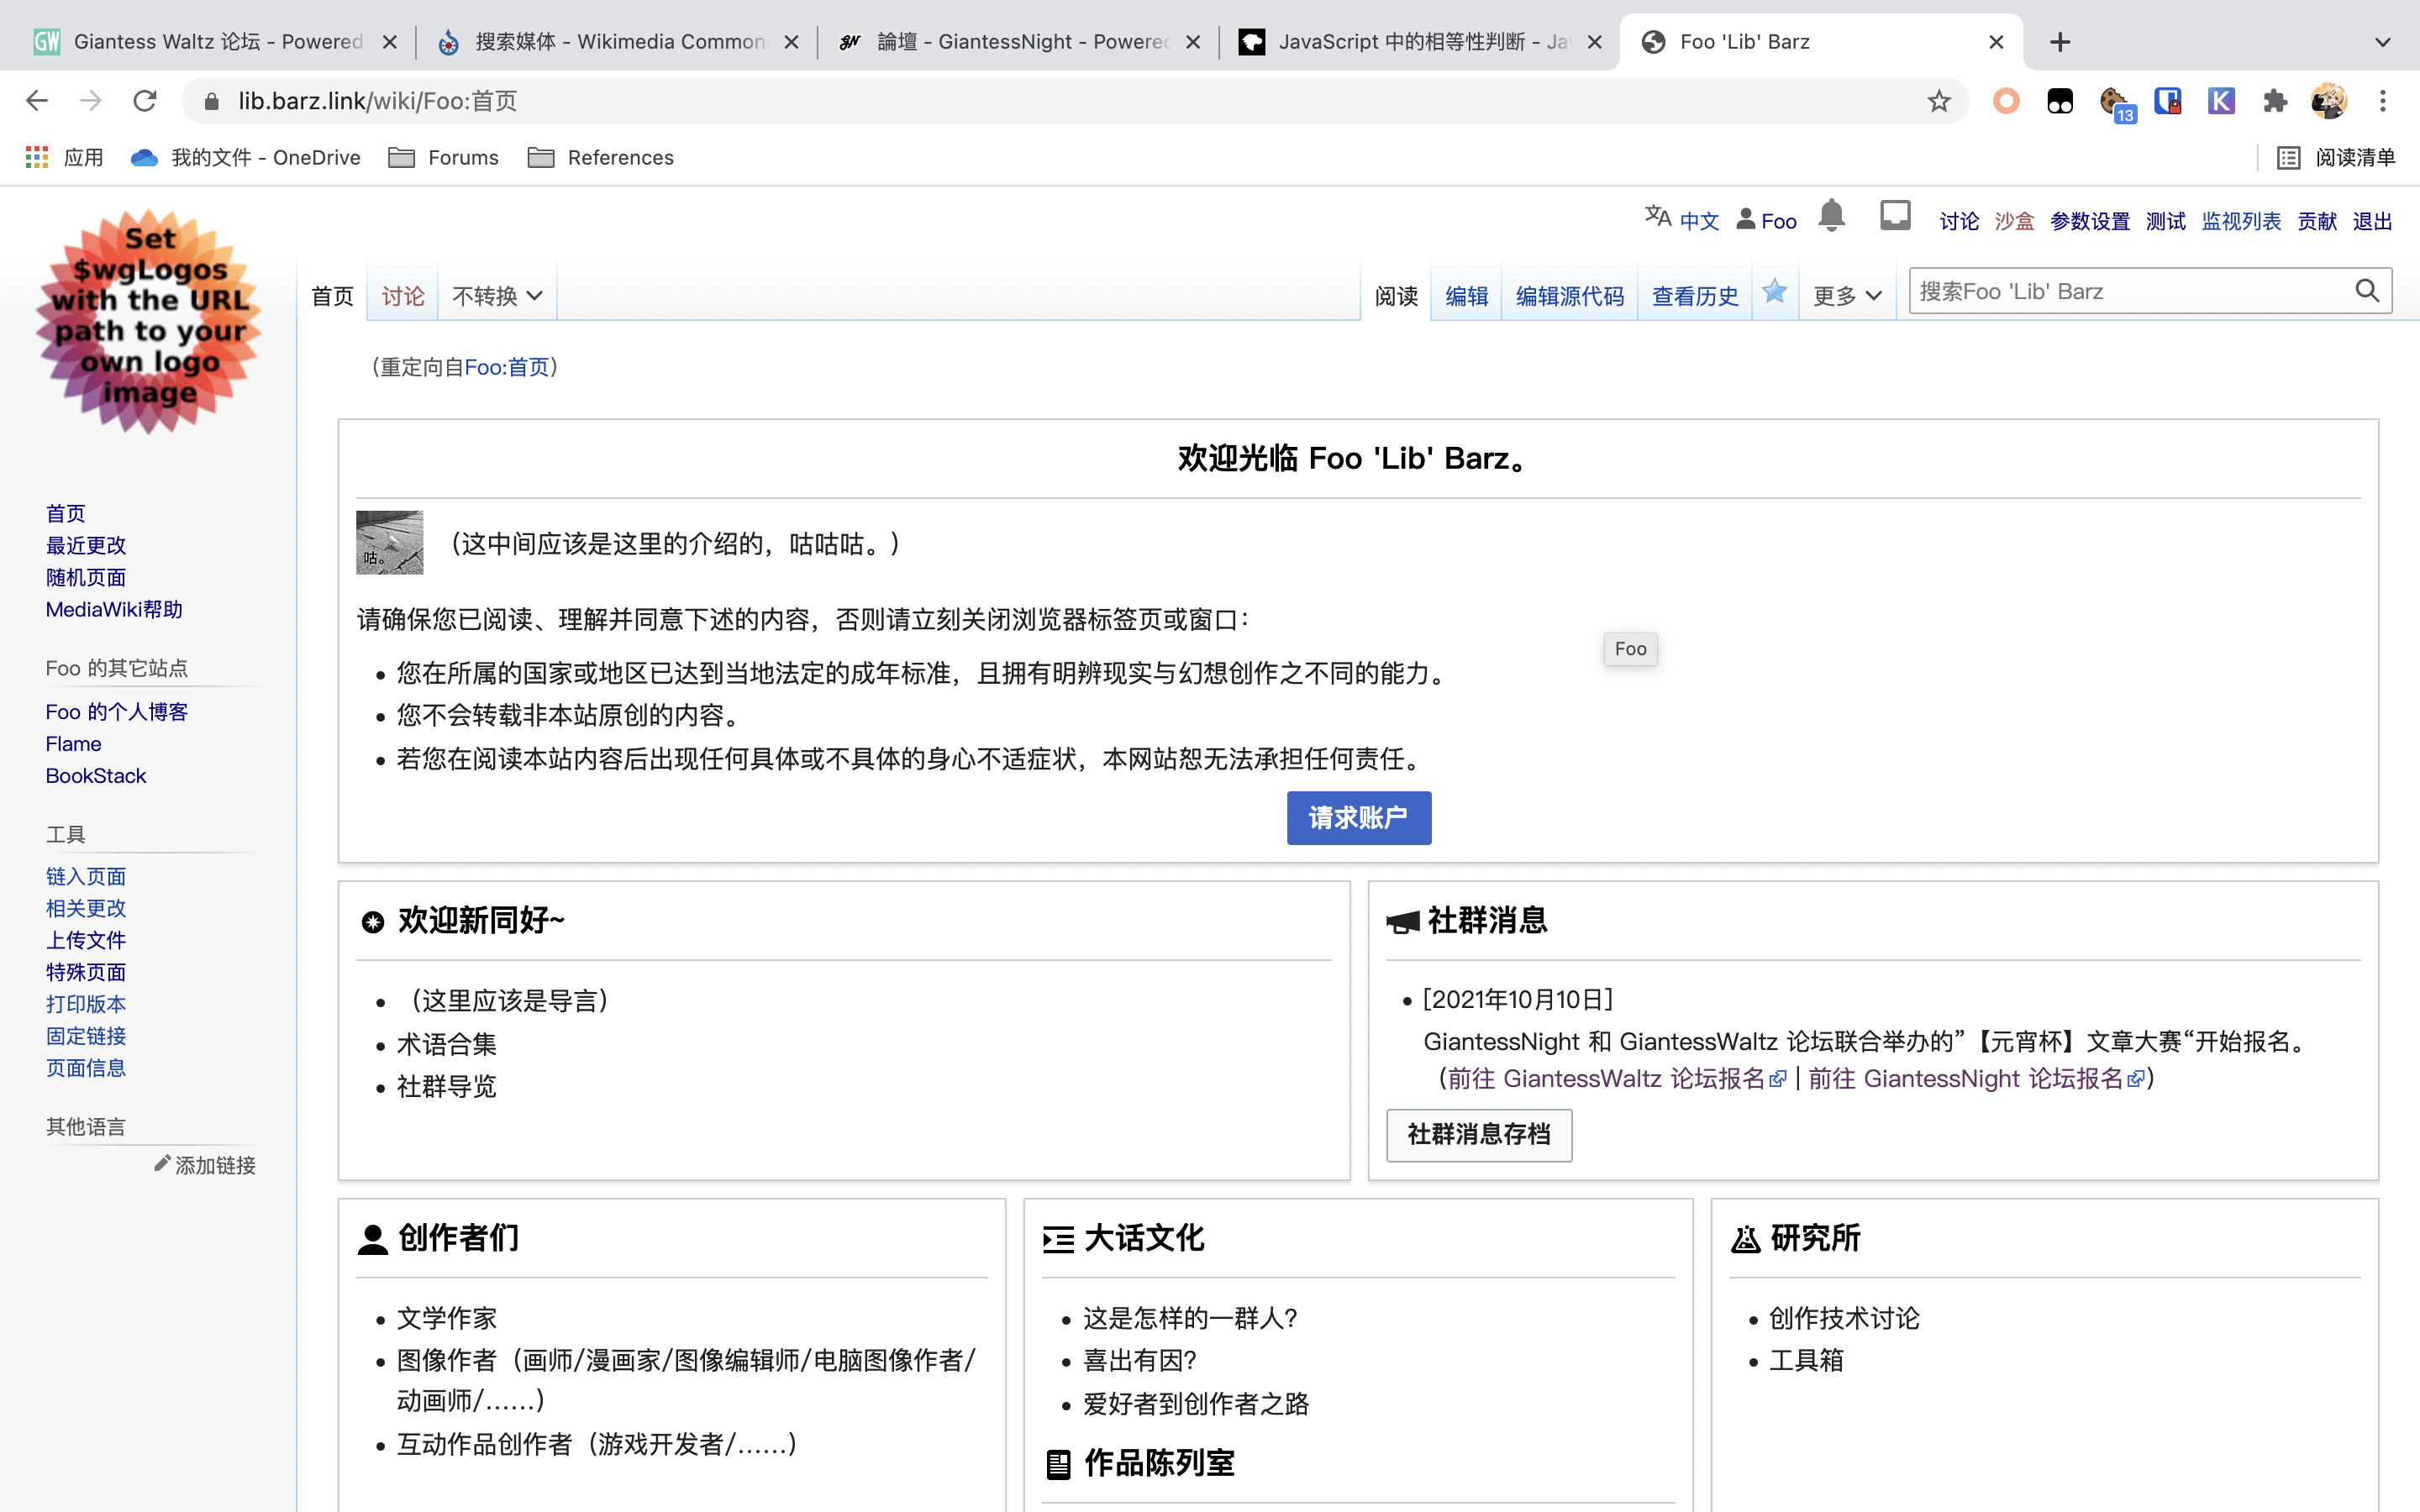 Giantess Waltz 论坛 - Powered
搜索媒体 - Wikimedia Commons
論壇 - GiantessNight - Powered
JavaScript 中的相等性判断 - Jav
Foo 'Lib' Barz
lib.barz.link/wiki/Foo:首页
13
K
应用
我的文件 - OneDrive
Forums
References
阅读清单
Set
$wgLogos
with the URL
path to your
own logo
image
中文 Foo 讨论 沙盒 参数设置 测试 监视列表 贡献 退出
首页 讨论 不转换 阅读 编辑 编辑源代码 查看历史 更多 搜索Foo 'Lib' Barz
(重定向自Foo:首页)
首页
最近更改
随机页面
MediaWiki帮助
Foo 的其它站点
Foo 的个人博客
Flame
BookStack
工具
链入页面
相关更改
上传文件
特殊页面
打印版本
固定链接
页面信息
其他语言
添加链接
欢迎光临 Foo 'Lib' Barz。
咕。
（这中间应该是这里的介绍的，咕咕咕。）
请确保您已阅读、理解并同意下述的内容，否则请立刻关闭浏览器标签页或窗口：
Foo
您在所属的国家或地区已达到当地法定的成年标准，且拥有明辨现实与幻想创作之不同的能力。
您不会转载非本站原创的内容。
若您在阅读本站内容后出现任何具体或不具体的身心不适症状，本网站恕无法承担任何责任。
请求账户
欢迎新同好~
（这里应该是导言）
术语合集
社群导览
社群消息
[2021年10月10日]
GiantessNight 和 GiantessWaltz 论坛联合举办的”【元宵杯】文章大赛“开始报名。
（前往 GiantessWaltz 论坛报名 | 前往 GiantessNight 论坛报名）
社群消息存档
创作者们
文学作家
图像作者（画师/漫画家/图像编辑师/电脑图像作者/
动画师/……）
互动作品创作者（游戏开发者/……）
大话文化
这是怎样的一群人？
喜出有因？
爱好者到创作者之路
作品陈列室
研究所
创作技术讨论
工具箱